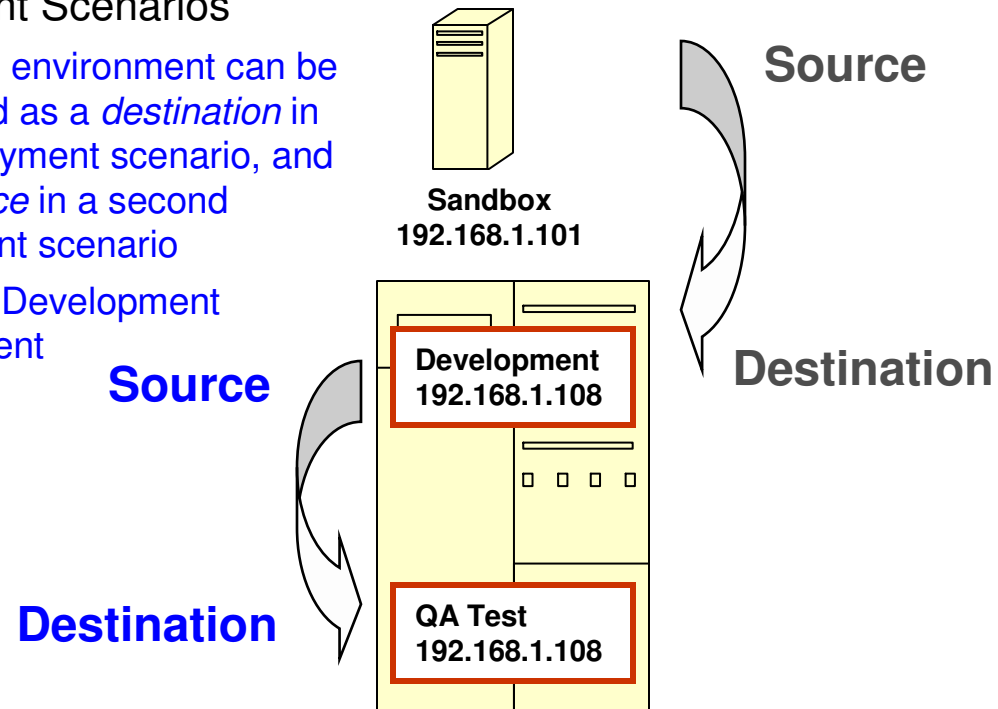 nt Scenarios
environment can be
d as a destination in
yment scenario, and
ce in a second
nt scenario
Development
ent
Sandbox
192.168.1.101
Source
Destination
Source
Destination
Development
192.168.1.108
QA Test
192.168.1.108